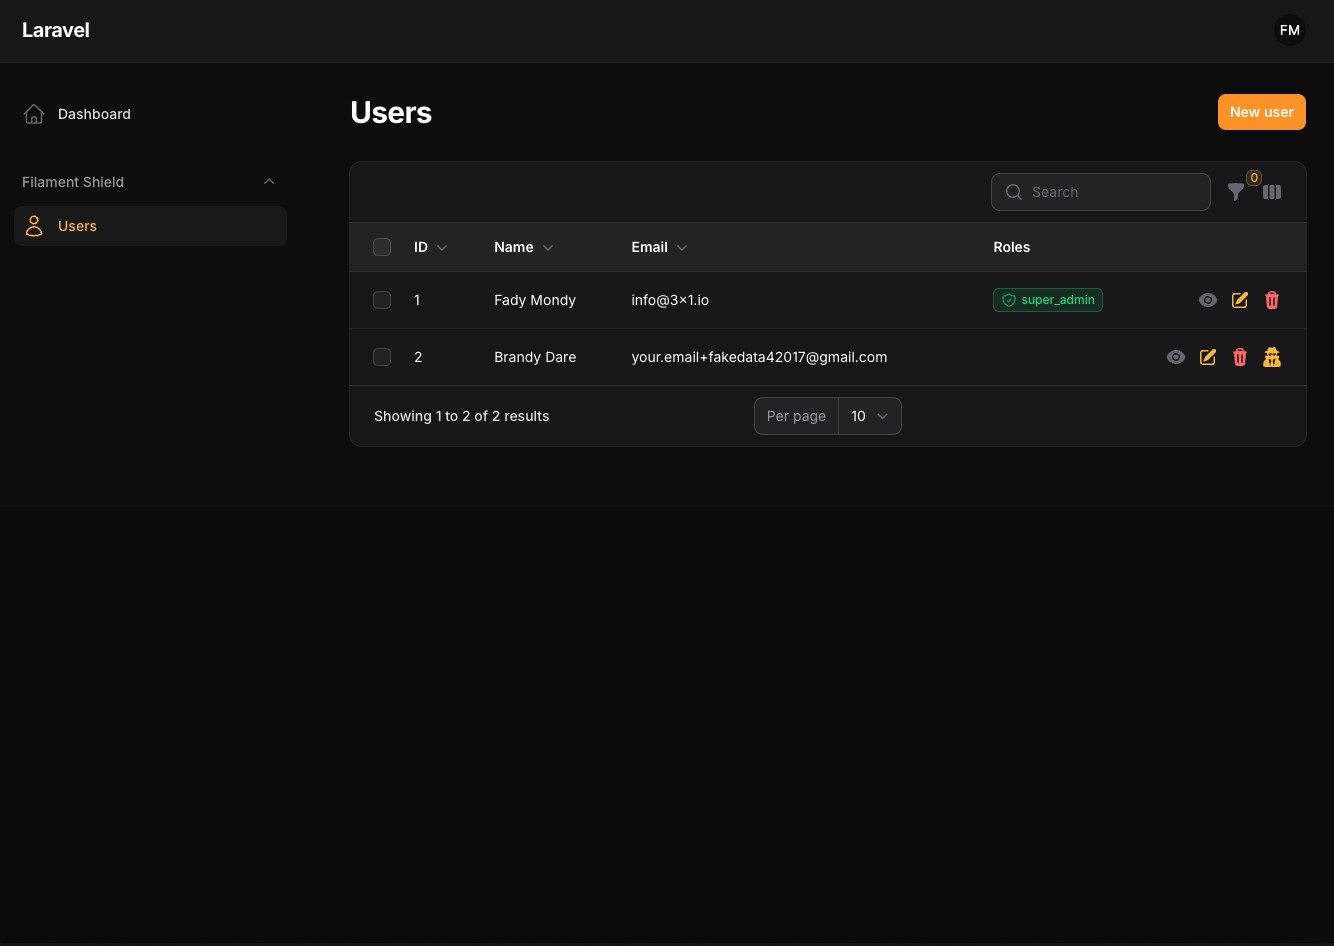 Laravel
FM
Dashboard
Filament Shield
Users
Users
New user
Search
0
ID Name Email Roles
1 Fady Mondy info@3x1.io super_admin
2 Brandy Dare your.email+fakedata42017@gmail.com
Showing 1 to 2 of 2 results
Per page 10